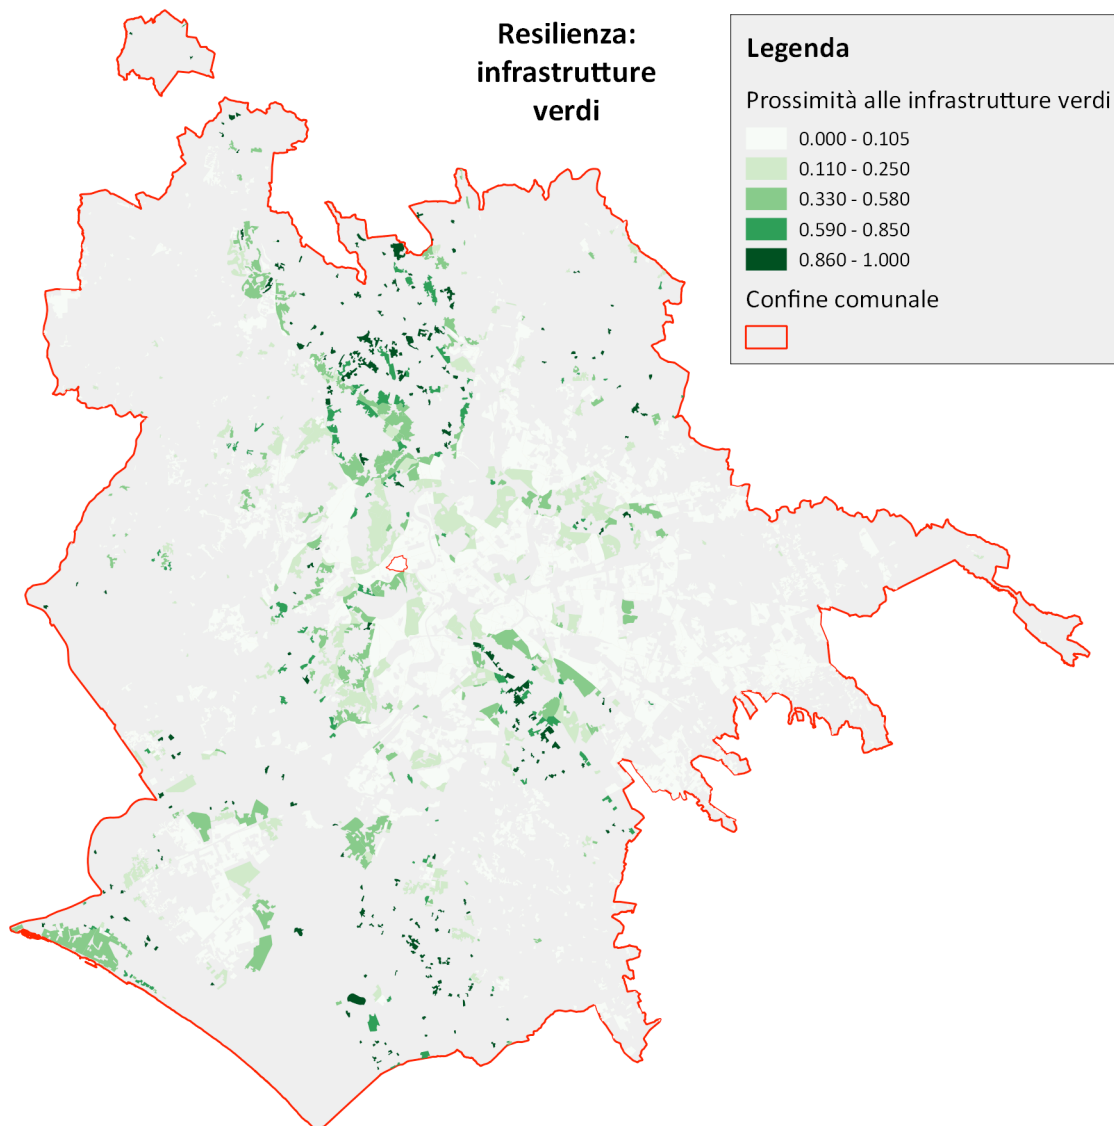 Resilienza:
infrastrutture
verdi
Legenda
Prossimità alle infrastrutture verdi
0.000 - 0.105
0.110 - 0.250
0.330 - 0.580
0.590 - 0.850
0.860 - 1.000
Confine comunale